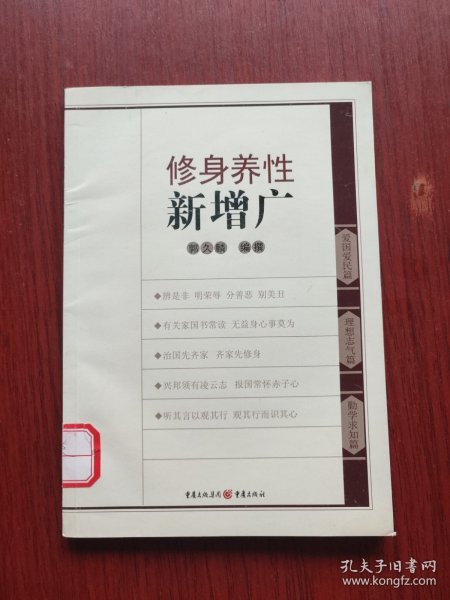 修身养性
新增广
郭久麟 编撰
◆辨是非 明荣辱 分善恶 别美丑
◆有关家国书常读 无益身心事莫为
◆治国先齐家 齐家先修身
◆兴邦须有凌云志 报国常怀赤子心
◆听其言以观其行 观其行而识其心
爱国爱民篇
理想志气篇
勤学求知篇
重庆出版集团 重庆出版社
孔夫子旧书网
www.kongfz.com